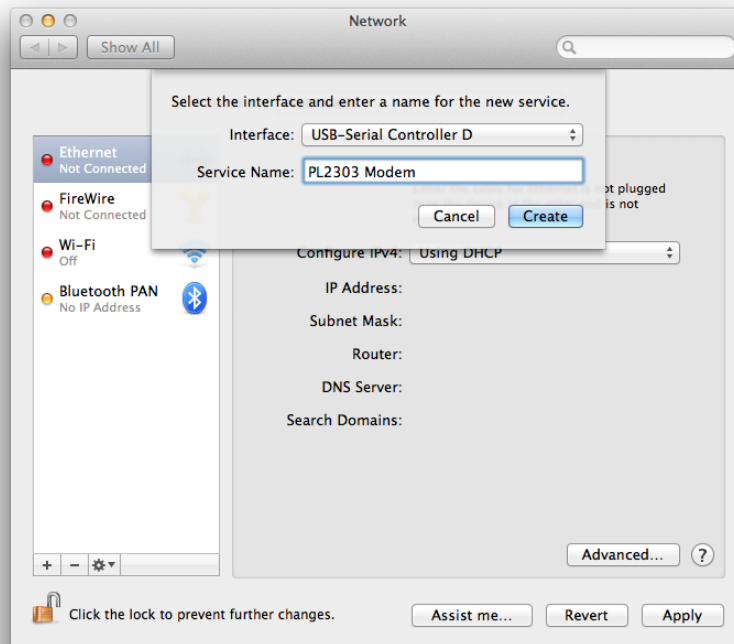 Network
Show All
Select the interface and enter a name for the new service.
Interface: USB-Serial Controller D
Service Name: PL2303 Modem
Cancel Create
Ethernet
Not Connected
FireWire
Not Connected
Wi-Fi
Off
Bluetooth PAN
No IP Address
not plugged
is not
Configure IPv4: Using DHCP
IP Address:
Subnet Mask:
Router:
DNS Server:
Search Domains:
+ −
Advanced... ?
Click the lock to prevent further changes.
Assist me... Revert Apply